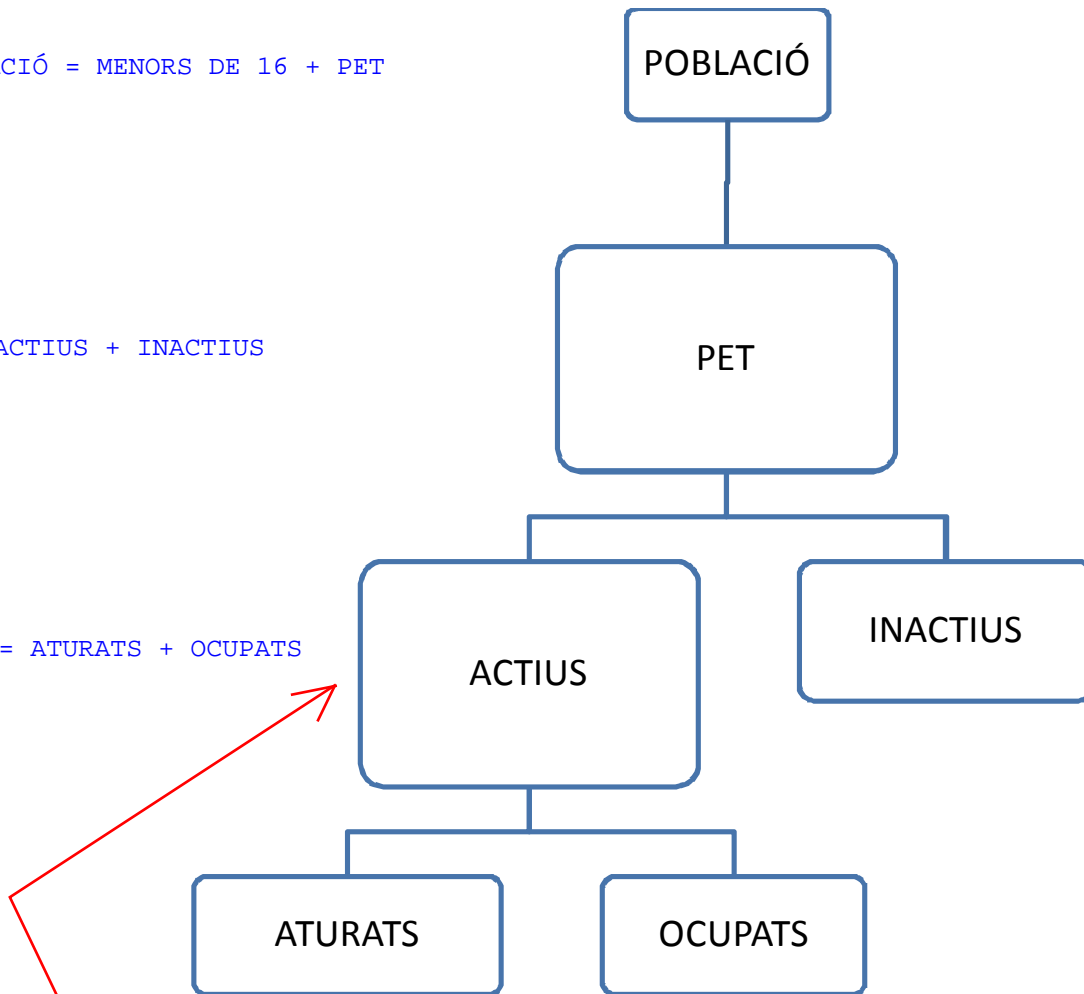 CIÓ = MENORS DE 16 + PET
POBLACIÓ
ACTIUS + INACTIUS
PET
= ATURATS + OCUPATS
ACTIUS
INACTIUS
ATURATS
OCUPATS